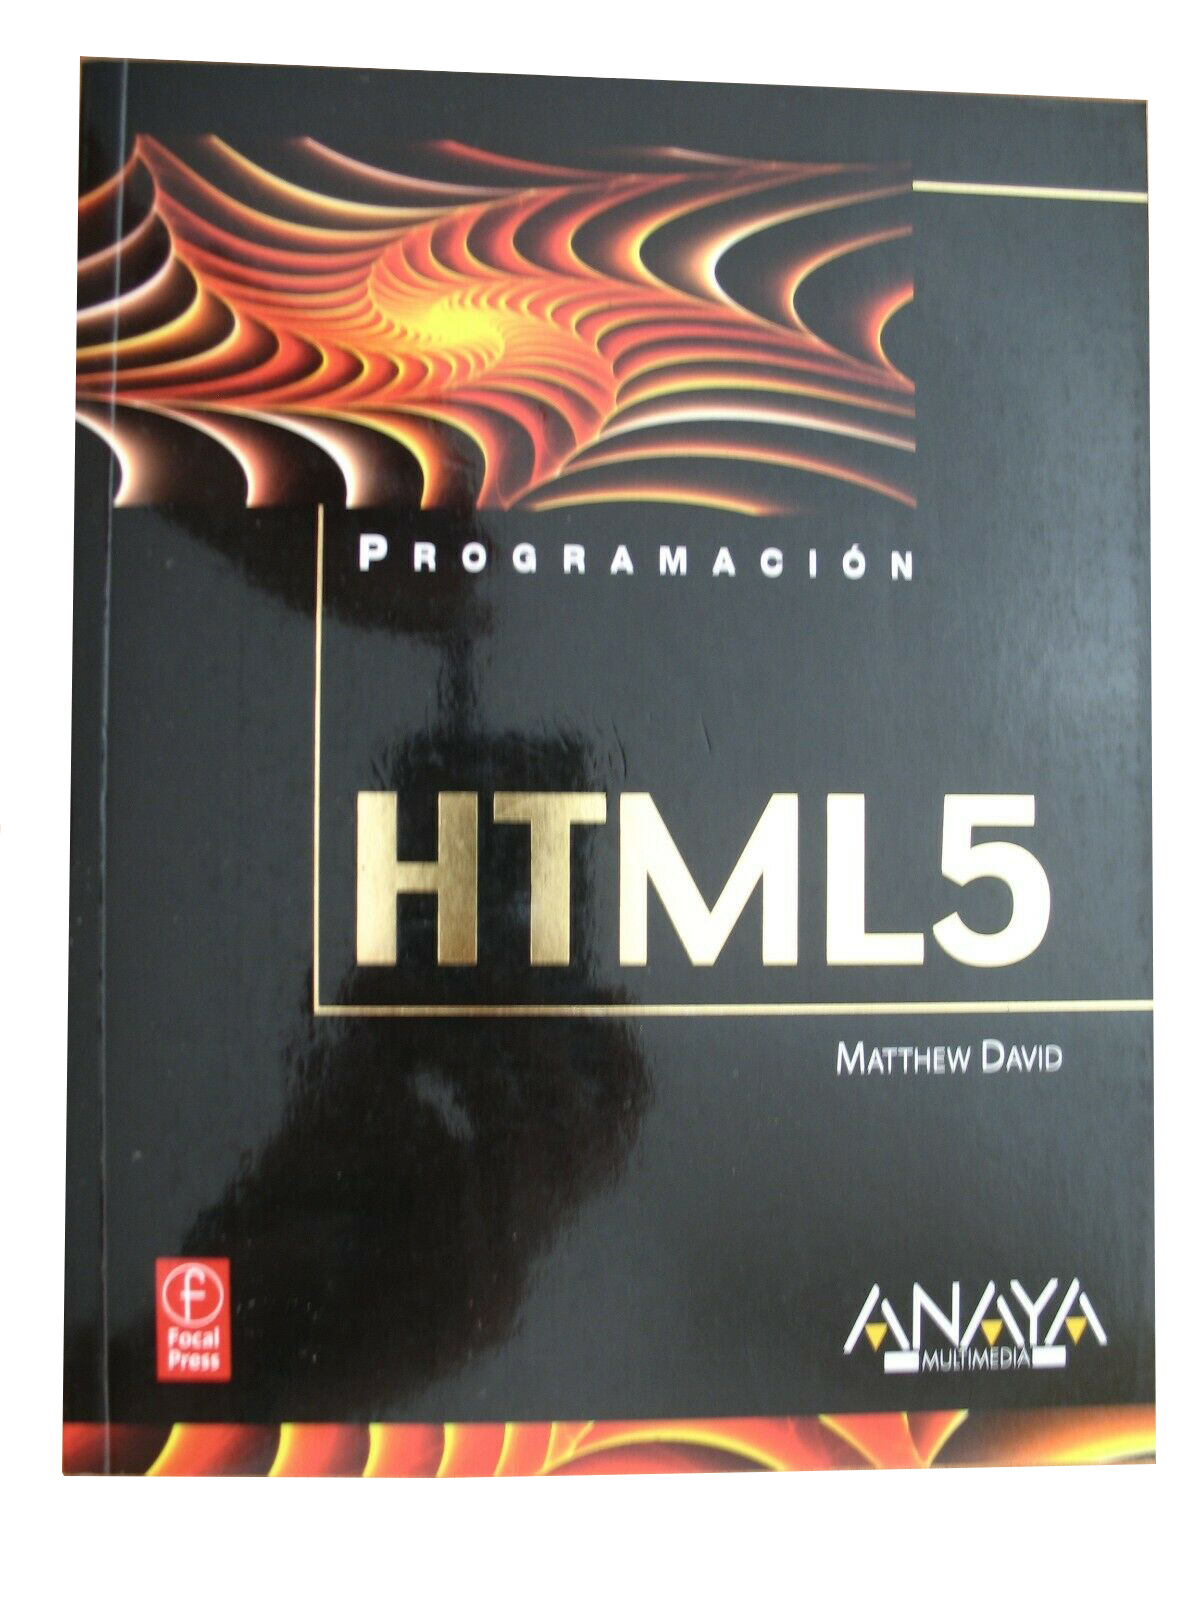 PROGRAMACIÓN
HTML5
MATTHEW DAVID
f
Focal
Press
ANAYA
MULTIMEDIA